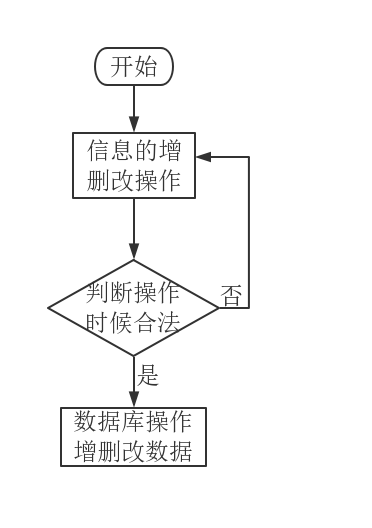 开始
信息的增
删改操作
判断操作
时候合法
否
是
数据库操作
增删改数据